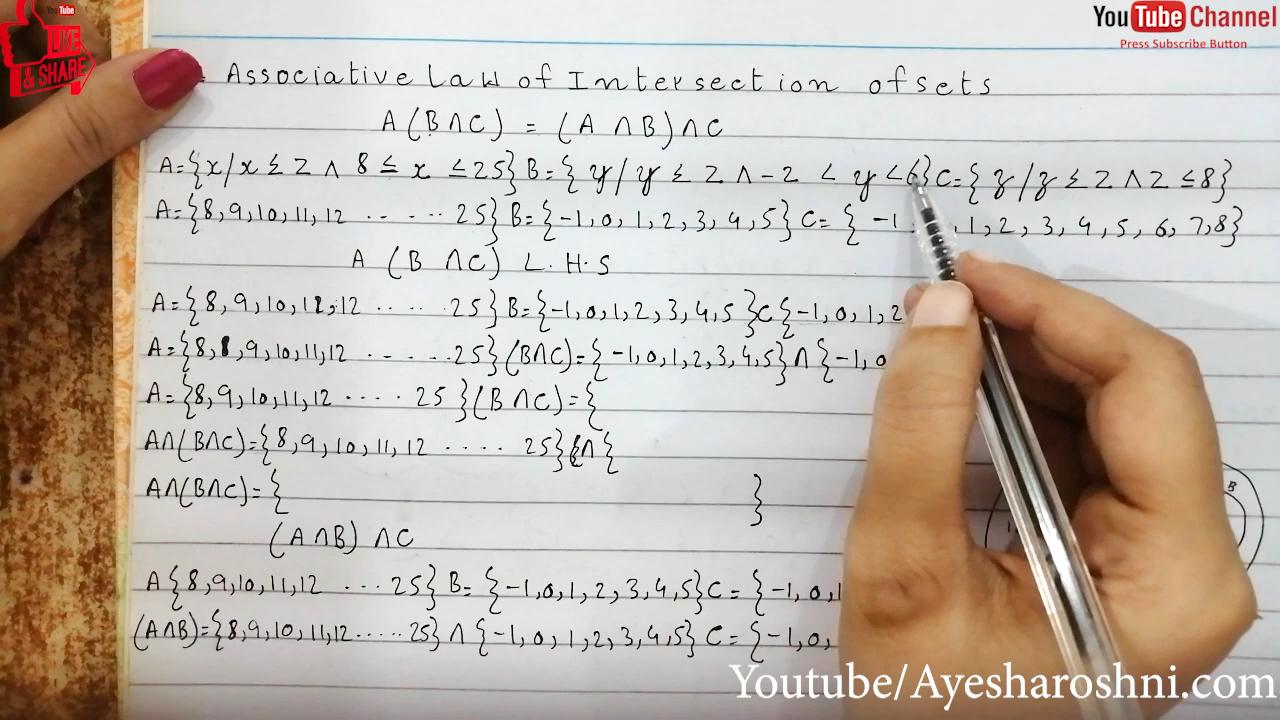 YouTube
LIKE
& SHARE
YouTube Channel
Press Subscribe Button
Associative Law of Intersection of sets
A(B∩C) = (A ∩B)∩C
A={x/x ≤ Z ∧ 8 ≤ x ≤25} B={ y/y ≤ Z ∧ -2 < y <6} C={ z/z ≤ Z ∧ Z ≤8}
A={8,9,10,11,12 ----- 25} B={-1,0,1,2,3,4,5} C= { -1 , 1, 2, 3, 4, 5, 6, 7,8}
A (B ∩C) L.H.S
A={8,9,10,11,12 ..... 25} B={-1,0,1,2,3,4,5}C{-1,0,1,2
A={8,9,10,11,12 ..... 25}(B∩C)={-1,0,1,2,3,4,5}∩{-1,0
A={8,9,10,11,12 .... 25}(B∩C)={
A∩(B∩C)={8,9,10,11,12 .... 25}∩{
A∩(B∩C)={ }
(A∩B) ∩C
A{8,9,10,11,12 ....25} B= {-1,0,1,2,3,4,5}C= {-1,0,1
(A∩B)={8,9,10,11,12.....25} ∩ {-1,0,1,2,3,4,5} C={-1,0,
B
Youtube/Ayesharoshni.com